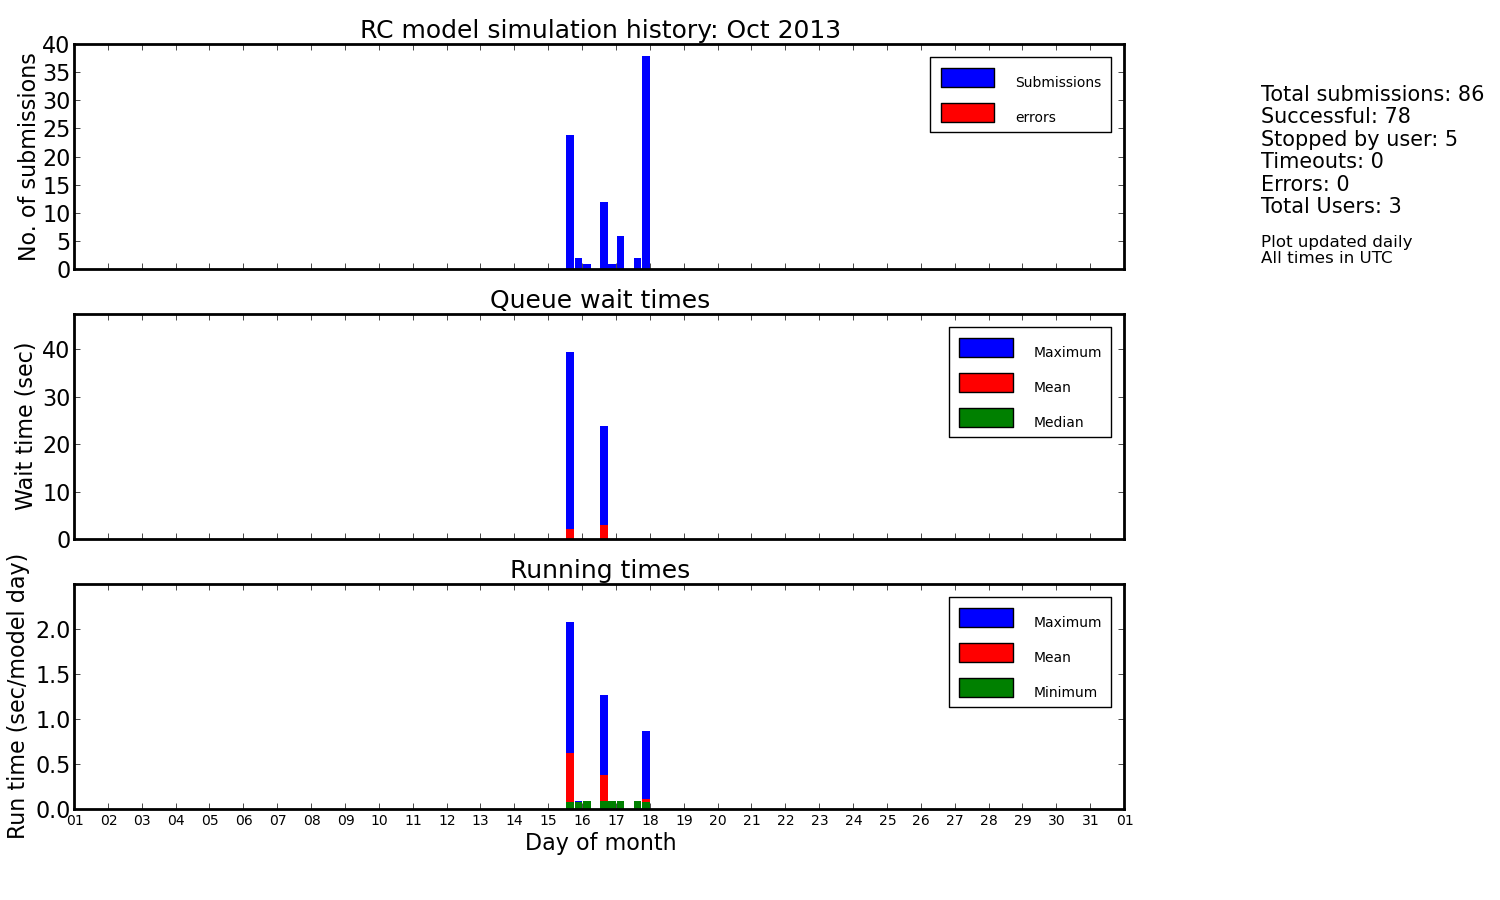 RC model simulation history: Oct 2013
No. of submissions
40
35
30
25
20
15
10
5
0
Submissions
errors
Total submissions: 86
Successful: 78
Stopped by user: 5
Timeouts: 0
Errors: 0
Total Users: 3
Plot updated daily
All times in UTC
Queue wait times
Wait time (sec)
40
30
20
10
0
Maximum
Mean
Median
Running times
Run time (sec/model day)
2.0
1.5
1.0
0.5
0.0
Maximum
Mean
Minimum
01 02 03 04 05 06 07 08 09 10 11 12 13 14 15 16 17 18 19 20 21 22 23 24 25 26 27 28 29 30 31 01
Day of month